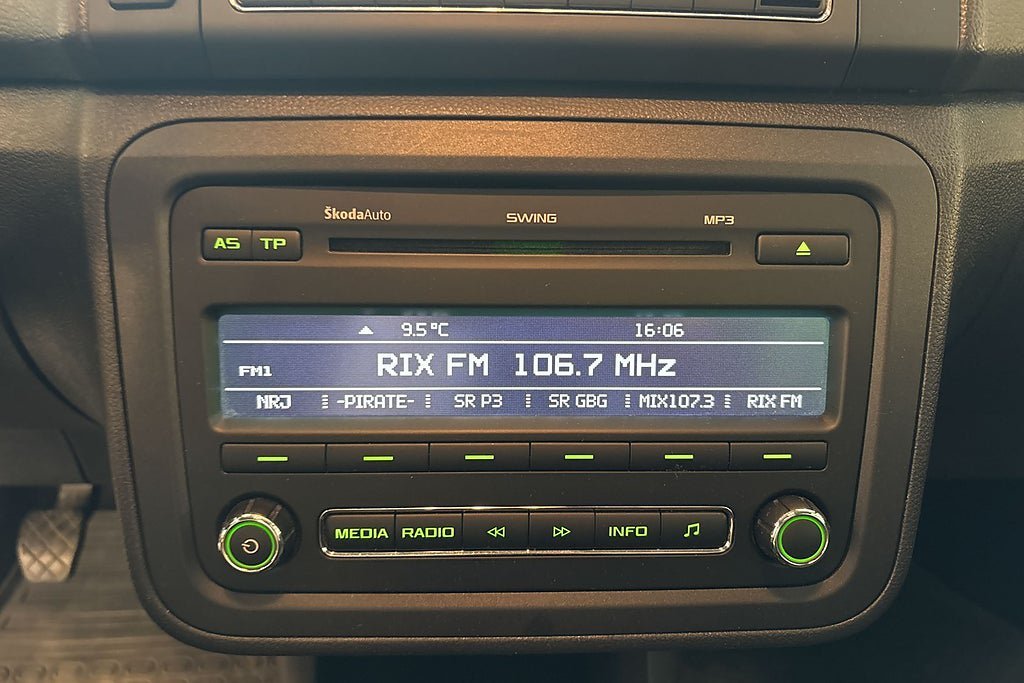 ŠkodaAuto SWING MP3
AS TP
9.5°C 16:06
FM1 RIX FM 106.7 MHz
NRJ -PIRATE- SR P3 SR GBG MIX107.3 RIX FM
MEDIA RADIO INFO